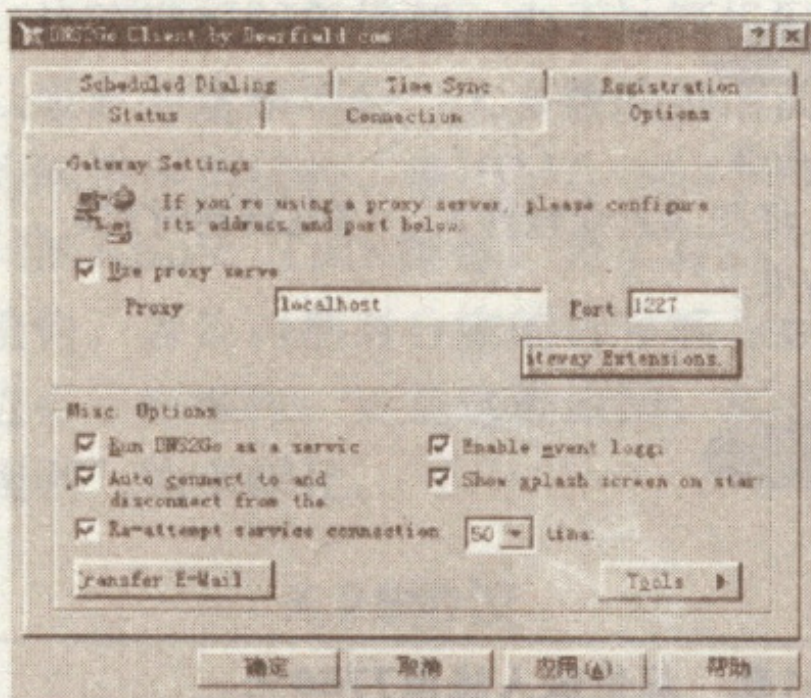 DNS2Go Client by Deerfield com
Scheduled Dialing Time Sync Registration
Status Connection Options
Gateway Settings
If you're using a proxy server, please configure
its address and port below.
Use proxy serve
Proxy localhost Port 1227
ateway Extensions.
Misc. Options
Run DNS2Go as a servic Enable event loggi
Auto connect to and Show splash screen on star
disconnect from the
Re-attempt service connection 50 time
ransfer E-Mail Tools
确定 取消 应用(A) 帮助